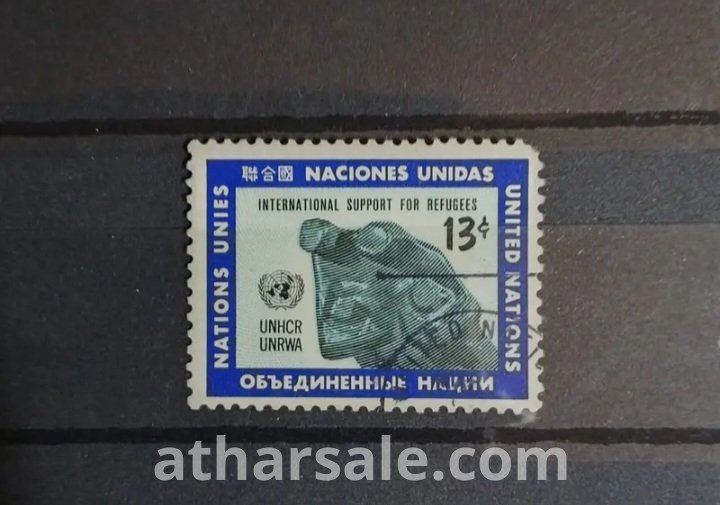 聯合國 NACIONES UNIDAS
NATIONS UNIES
UNITED NATIONS
INTERNATIONAL SUPPORT FOR REFUGEES
13¢
UNHCR
UNRWA
ОБЪЕДИНЕННЫЕ НАЦИИ
atharsale.com